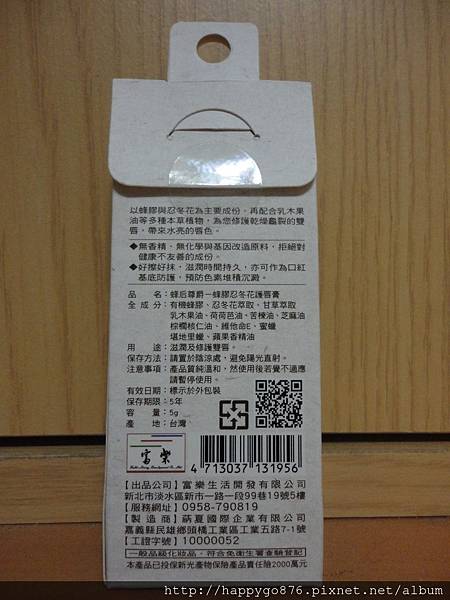 以蜂膠與忍冬花為主要成份，再配合乳木果
油等多種本草植物，為您修護乾燥龜裂的雙
唇，帶來水亮的唇色。
◆無香精，無化學與基因改造原料，拒絕對
健康不友善的成份。
◆好擦好抹，滋潤時間持久，亦可作為口紅
基底防護，預防色素堆積沉澱。
品　　名：蜂后尊爵－蜂膠忍冬花護唇膏
全 成 分：有機蜂膠、忍冬花萃取、甘草萃取
乳木果油、荷荷芭油、苦楝油、芝麻油
棕櫚核仁油、維他命E、蜜蠟
堪地里蠟、蘋果香精油
用　　途：滋潤及修護雙唇。
保存方法：請置於陰涼處，避免陽光直射。
注意事項：產品質純溫和，然使用後若覺不適應
請暫停使用。
有效日期：標示於外包裝
保存期限：5年
容　　量：5g
產　　地：台灣
富樂
4 713037 131956
【出品公司】富樂生活開發有限公司
新北市淡水區新市一路一段99巷19號5樓
【服務網址】0958-790819
【製造商】萴夏國際企業有限公司
嘉義縣民雄鄉頭橋工業區工業五路7-1號
【工證字號】10000052
一般品級化妝品，符合免衛生署查驗登記
本產品已投保新光產物保險產品責任險2000萬元
http://happygo876.pixnet.net/album